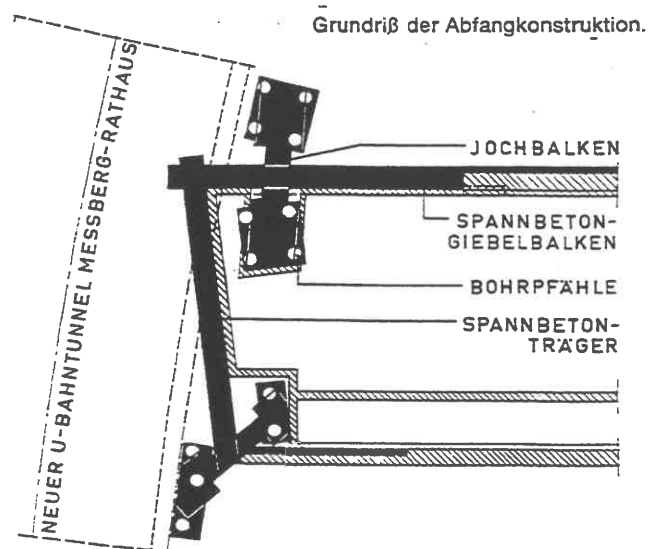 Grundriß der Abfangkonstruktion.
NEUER U-BAHNTUNNEL MESSBERG-RATHAUS
JOCHBALKEN
SPANNBETON-
GIEBELBALKEN
BOHRPFÄHLE
SPANNBETON-
TRÄGER